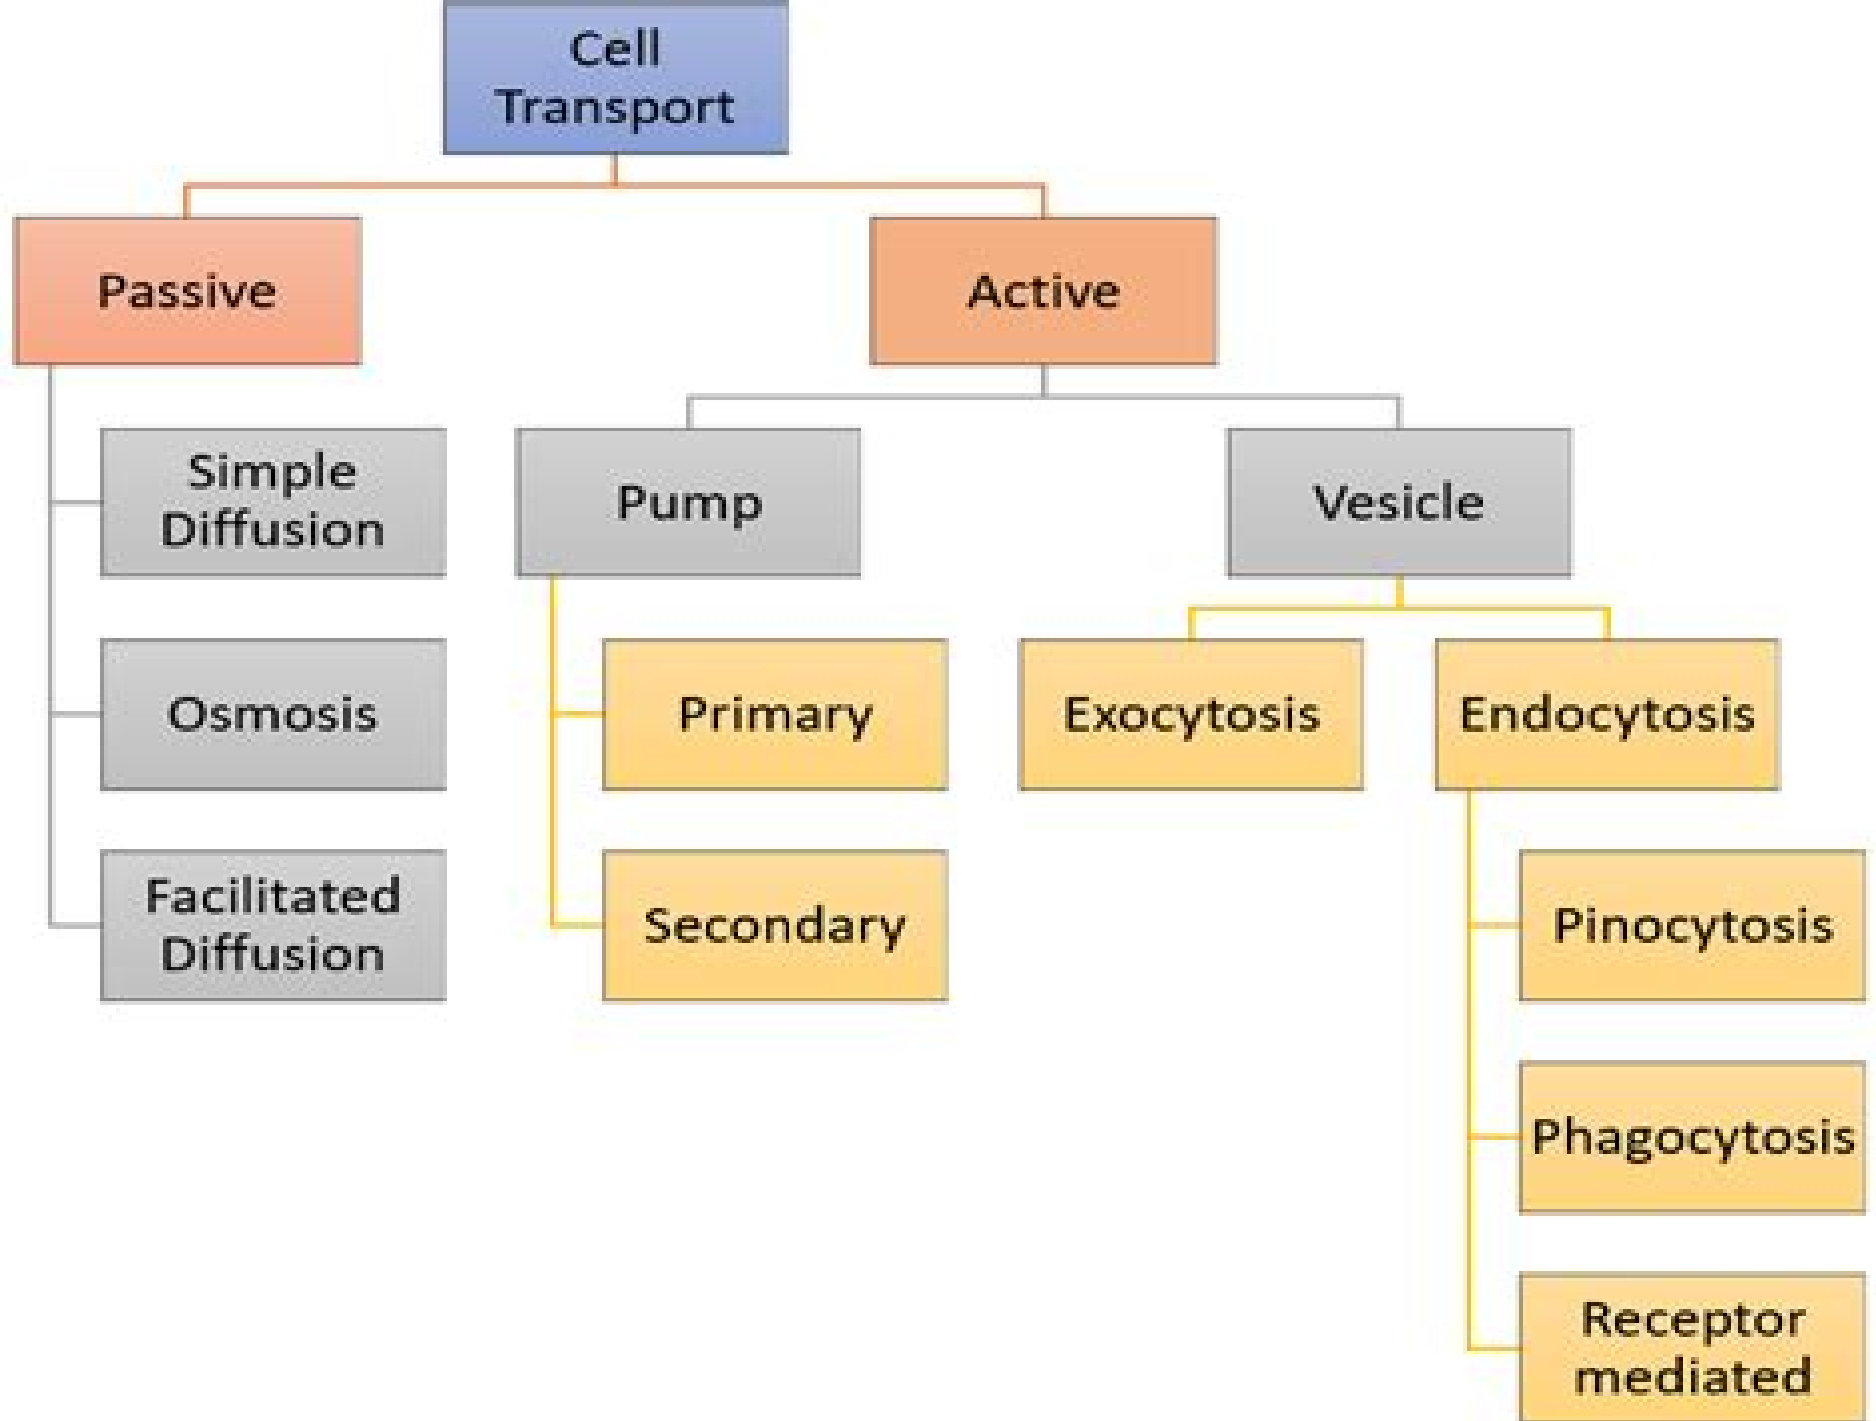 Cell
Transport
Passive
Active
Simple
Diffusion
Pump
Vesicle
Osmosis
Primary
Exocytosis
Endocytosis
Facilitated
Diffusion
Secondary
Pinocytosis
Phagocytosis
Receptor
mediated